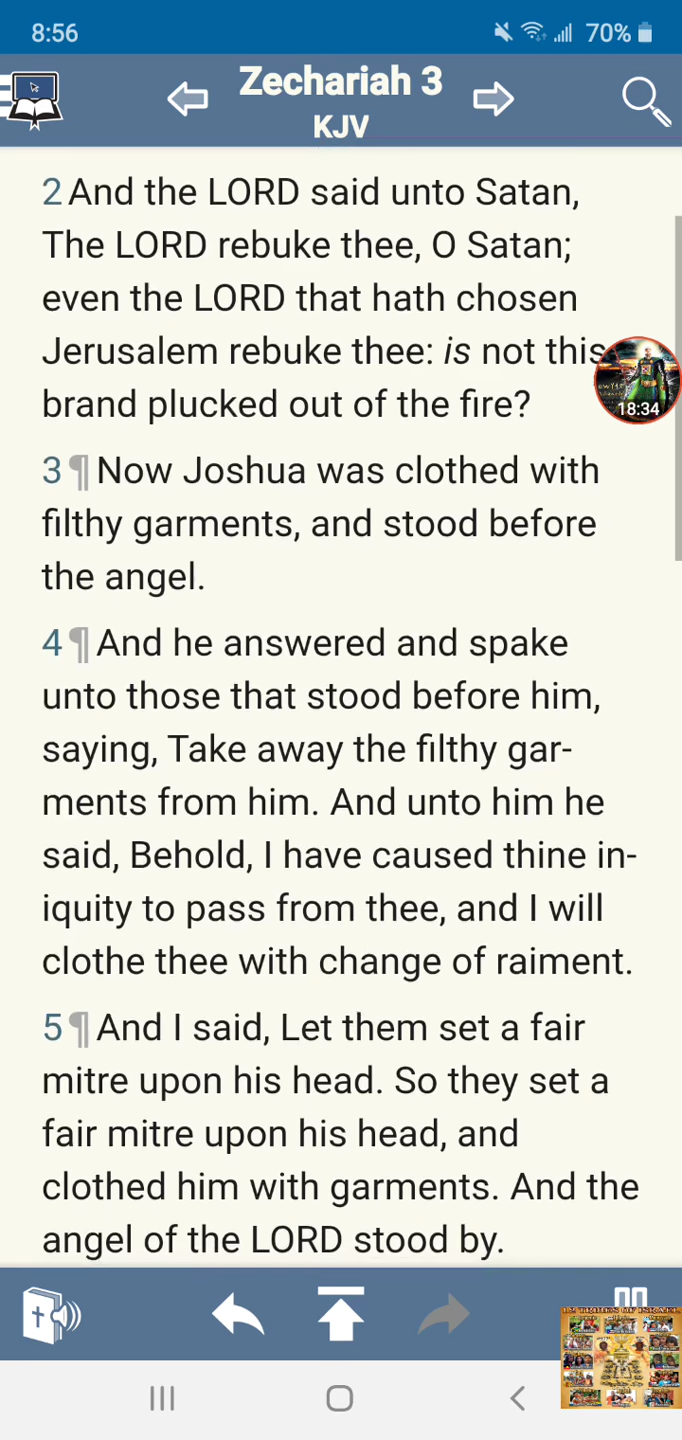 8:56
70%
Zechariah 3
KJV
2 And the LORD said unto Satan,
The LORD rebuke thee, O Satan;
even the LORD that hath chosen
Jerusalem rebuke thee: is not this
brand plucked out of the fire?
18:34
3 ¶ Now Joshua was clothed with
filthy garments, and stood before
the angel.
4 ¶ And he answered and spake
unto those that stood before him,
saying, Take away the filthy gar-
ments from him. And unto him he
said, Behold, I have caused thine in-
iquity to pass from thee, and I will
clothe thee with change of raiment.
5 ¶ And I said, Let them set a fair
mitre upon his head. So they set a
fair mitre upon his head, and
clothed him with garments. And the
angel of the LORD stood by.
12 TRIBES OF ISRAEL